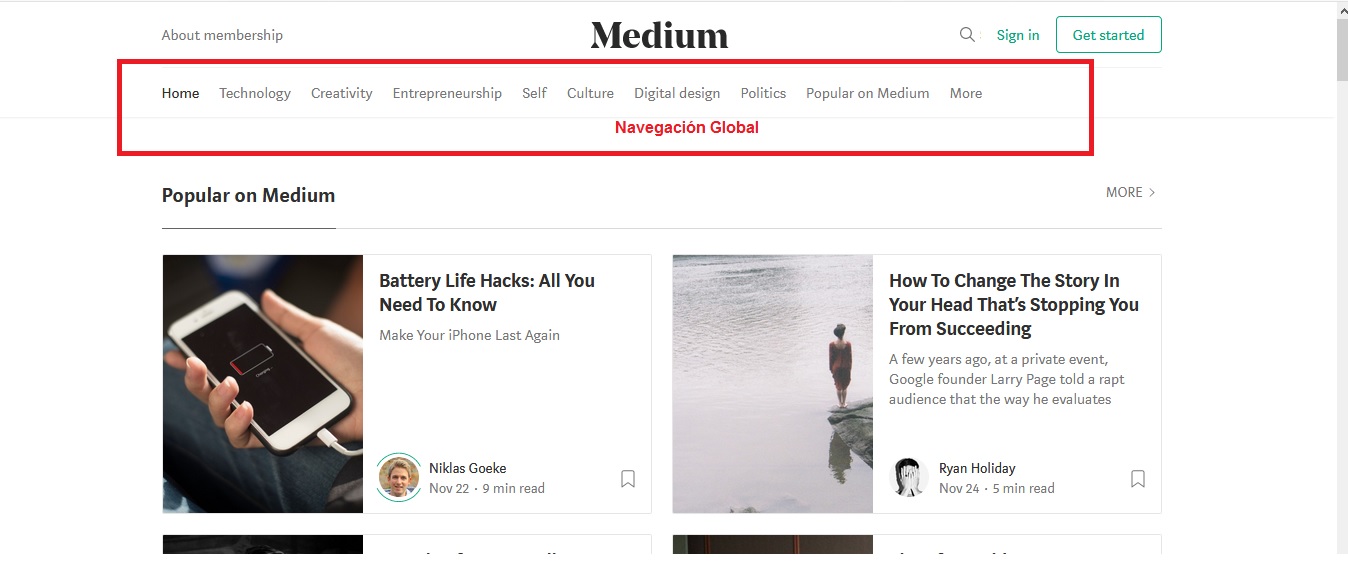 About membership
Medium
Sign in
Get started
Home Technology Creativity Entrepreneurship Self Culture Digital design Politics Popular on Medium More
Navegación Global
Popular on Medium
MORE
Battery Life Hacks: All You
Need To Know
Make Your iPhone Last Again
Charging...
Niklas Goeke
Nov 22 · 9 min read
How To Change The Story In
Your Head That’s Stopping You
From Succeeding
A few years ago, at a private event,
Google founder Larry Page told a rapt
audience that the way he evaluates
Ryan Holiday
Nov 24 · 5 min read